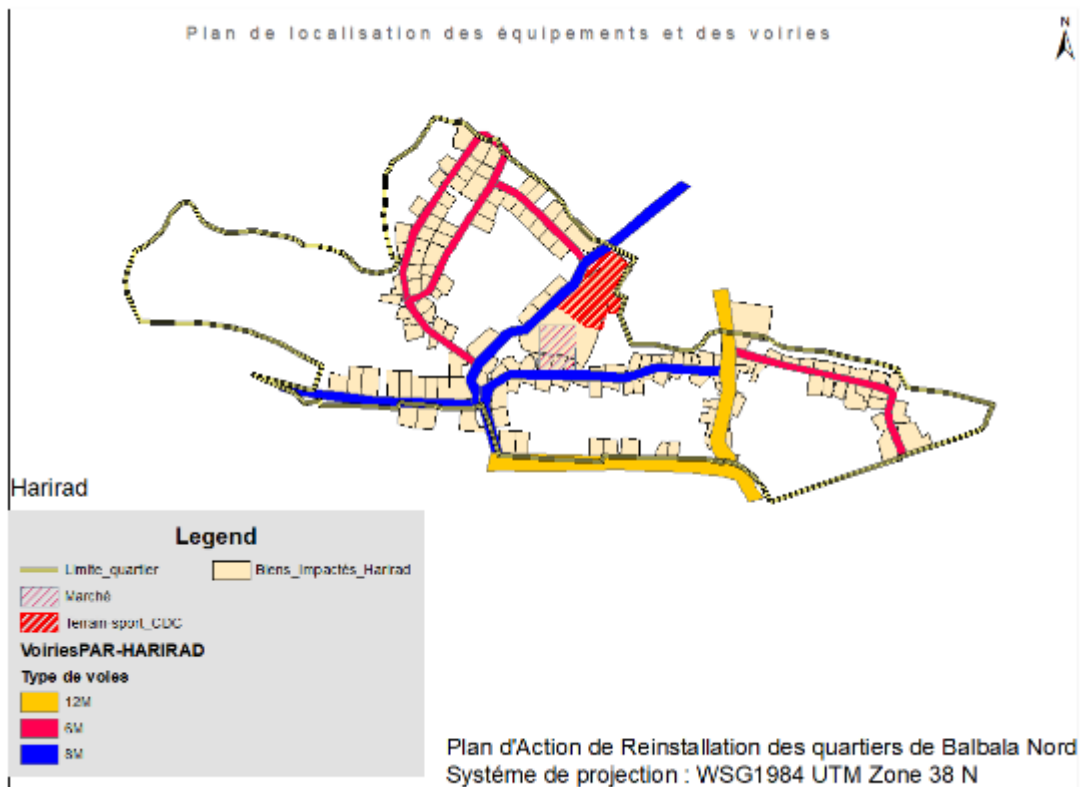 Plan de localisation des équipements et des voiries
N
Harirad
Legend
Limite_quartier
Biens_Impactés_Harirad
Marché
Terrain-sport_CDC
VoiriesPAR-HARIRAD
Type de voies
12M
6M
8M
Plan d'Action de Reinstallation des quartiers de Balbala Nord
Systéme de projection : WSG1984 UTM Zone 38 N